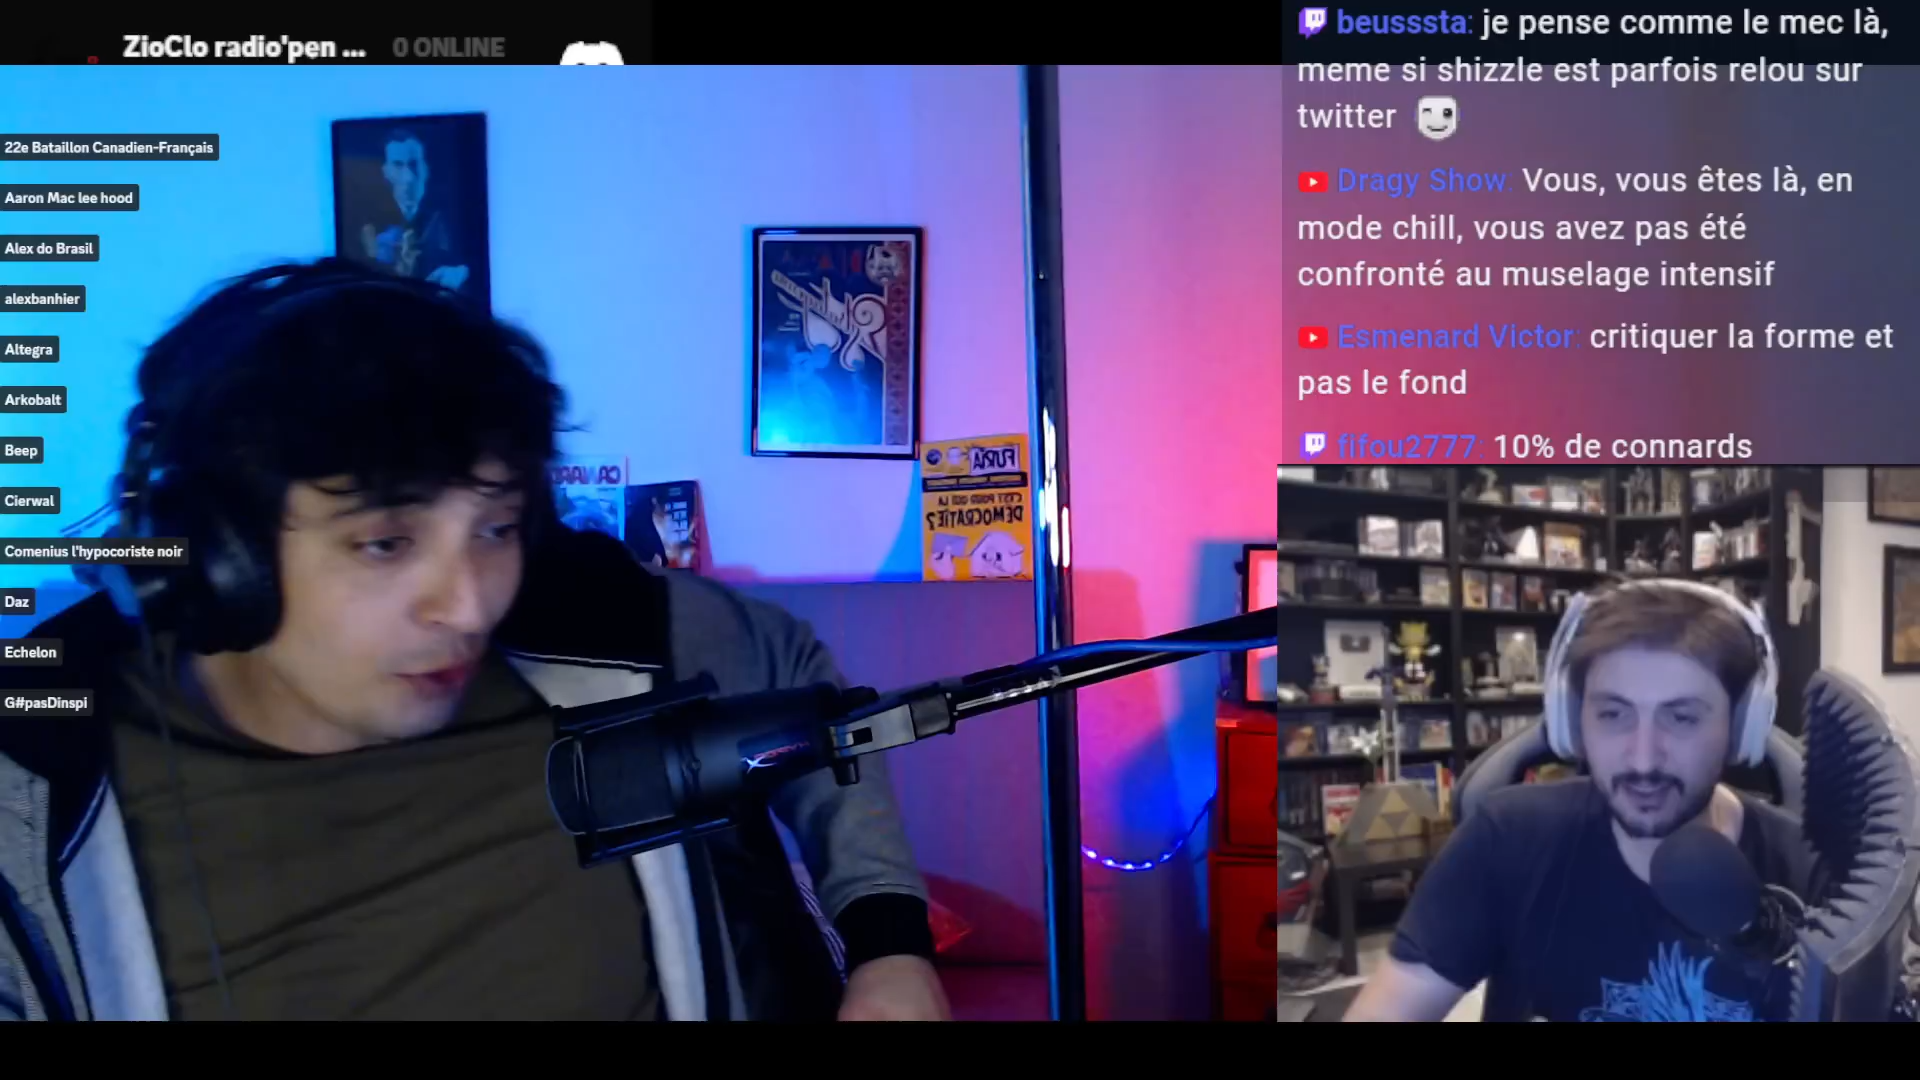 ZioClo radio'pen ... 0 ONLINE
22e Bataillon Canadien-Français
Aaron Mac lee hood
Alex do Brasil
alexbanhier
Altegra
Arkobalt
Beep
Cierwal
Comenius l'hypocoriste noir
Daz
Echelon
G#pasDinspi
FURIA
DÉMOCRATIE?
beusssta: je pense comme le mec là,
meme si shizzle est parfois relou sur
twitter
Dragy Show: Vous, vous êtes là, en
mode chill, vous avez pas été
confronté au muselage intensif
Esmenard Victor: critiquer la forme et
pas le fond
fifou2777: 10% de connards